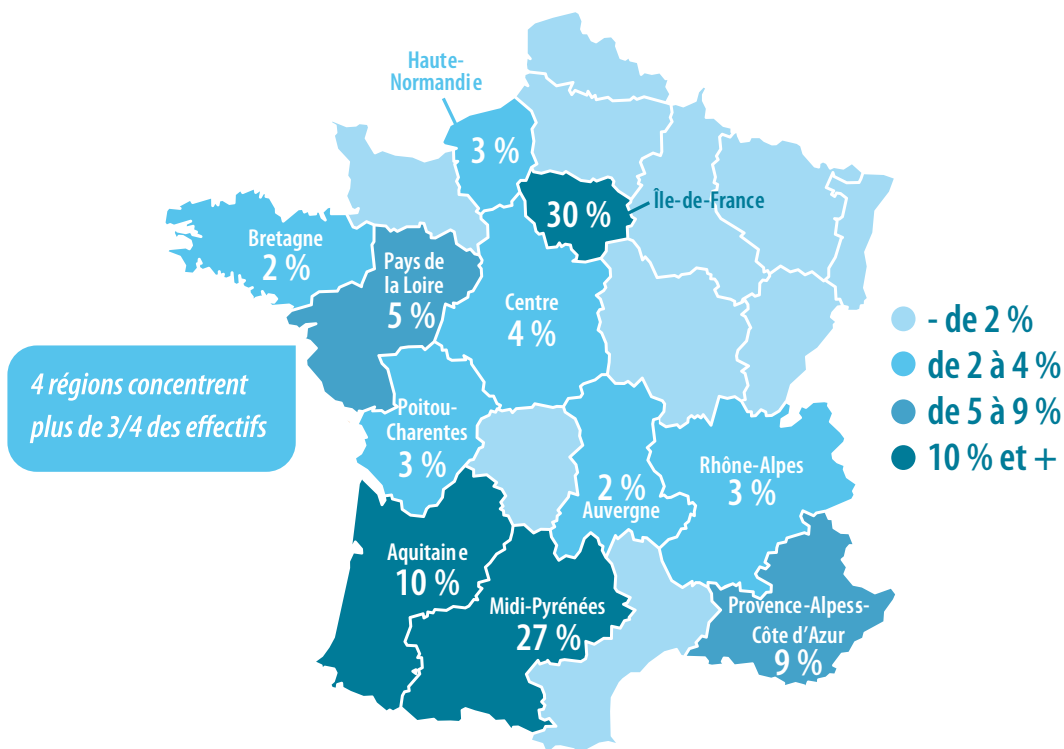 Haute-
Normandie
3 %
30 %
Île-de-France
Bretagne
2 %
Pays de
la Loire
5 %
Centre
4 %
- de 2 %
de 2 à 4 %
de 5 à 9 %
10 % et +
4 régions concentrent
plus de 3/4 des effectifs
Poitou-
Charentes
3 %
2 %
Auvergne
Rhône-Alpes
3 %
Aquitaine
10 %
Midi-Pyrénées
27 %
Provence-Alpess-
Côte d'Azur
9 %